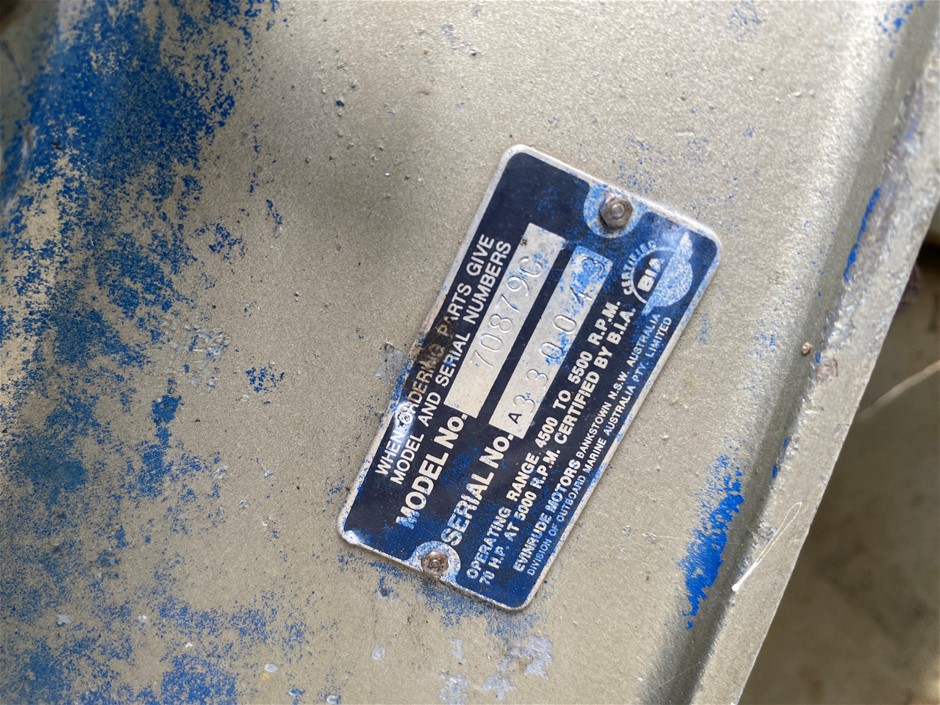 WHEN ORDERING PARTS GIVE
MODEL AND SERIAL NUMBERS
MODEL No. 70879C
SERIAL No. A330043
OPERATING RANGE 4500 TO 5500 R.P.M.
70 H.P. AT 5000 R.P.M. CERTIFIED BY B.I.A.
EVINRUDE MOTORS BANKSTOWN N.S.W. AUSTRALIA
DIVISION OF OUTBOARD MARINE AUSTRALIA PTY. LIMITED
CERTIFIED
BIA